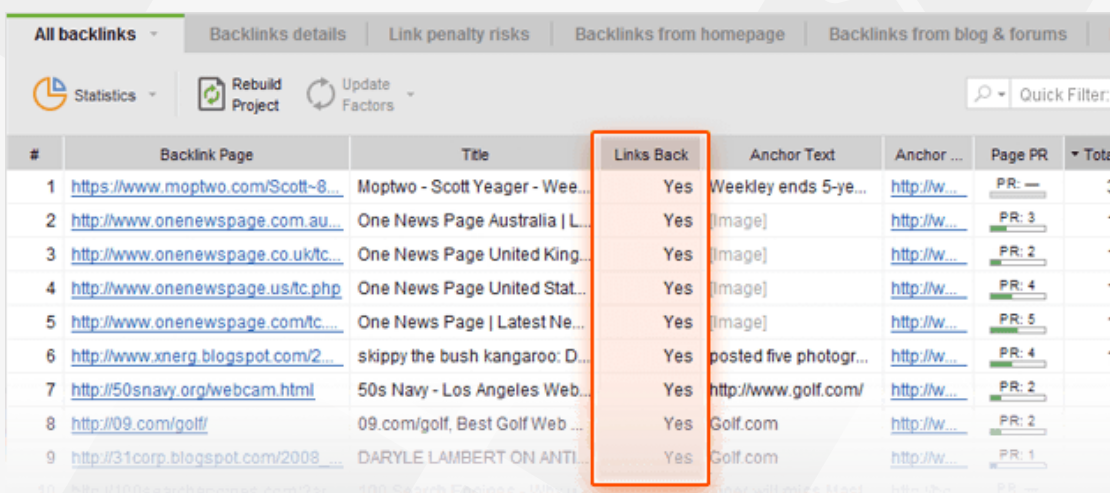 All backlinks Backlinks details Link penalty risks Backlinks from homepage Backlinks from blog & forums
Statistics Rebuild Project Update Factors Quick Filter:
# Backlink Page Title Links Back Anchor Text Anchor ... Page PR Tota
1 https://www.moptwo.com/Scott~8... Moptwo - Scott Yeager - Wee... Yes Weekley ends 5-ye... http://w... PR: —
2 http://www.onenewspage.com.au... One News Page Australia | L... Yes [Image] http://w... PR: 3
3 http://www.onenewspage.co.uk/tc... One News Page United King... Yes [Image] http://w... PR: 2
4 http://www.onenewspage.us/tc.php One News Page United Stat... Yes [Image] http://w... PR: 4
5 http://www.onenewspage.com/tc.... One News Page | Latest Ne... Yes [Image] http://w... PR: 5
6 http://www.xnerg.blogspot.com/2... skippy the bush kangaroo: D... Yes posted five photogr... http://w... PR: 4
7 http://50snavy.org/webcam.html 50s Navy - Los Angeles Web... Yes http://www.golf.com/ http://w... PR: 2
8 http://09.com/golf/ 09.com/golf, Best Golf Web ... Yes Golf.com http://w... PR: 2
9 http://31corp.blogspot.com/2008_... DARYLE LAMBERT ON ANTI... Yes Golf.com http://w... PR: 1